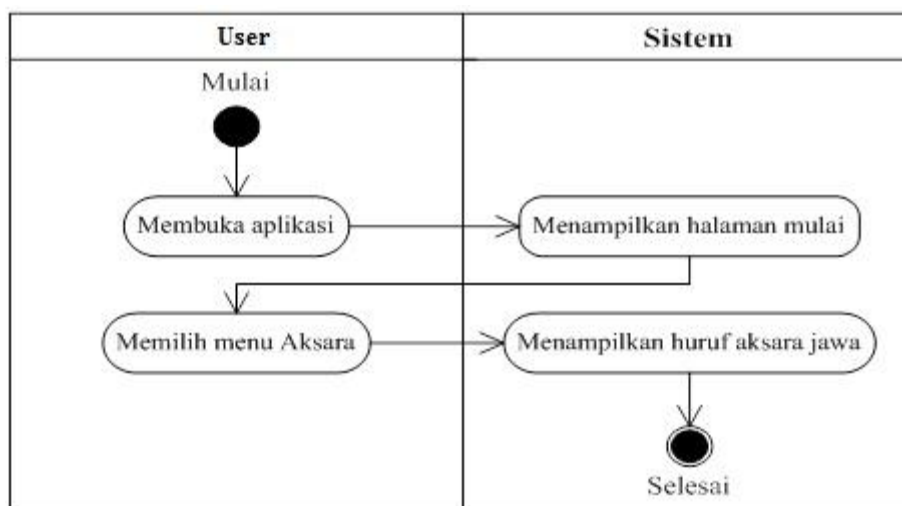 User
Sistem
Mulai
Membuka aplikasi
Menampilkan halaman mulai
Memilih menu Aksara
Menampilkan huruf aksara jawa
Selesai